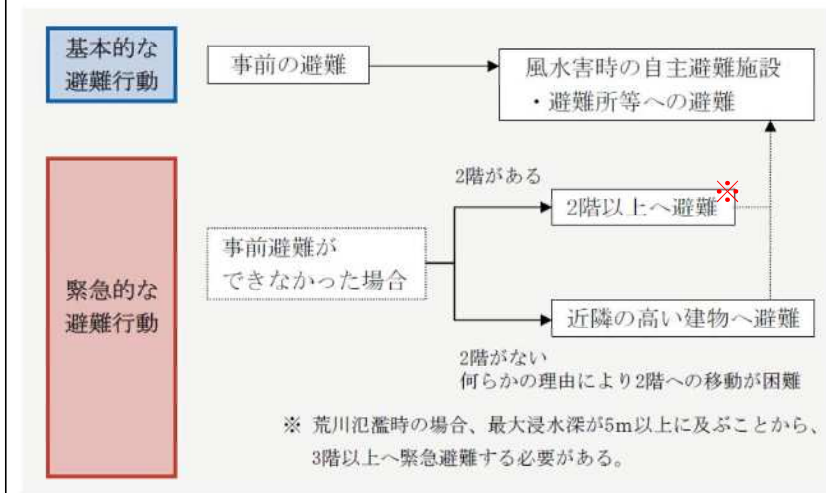 基本的な
避難行動
事前の避難
風水害時の自主避難施設
・避難所等への避難
緊急的な
避難行動
事前避難が
できなかった場合
2階がある
2階以上へ避難※
近隣の高い建物へ避難
2階がない
何らかの理由により2階への移動が困難
※ 荒川氾濫時の場合、最大浸水深が5m以上に及ぶことから、
3階以上へ緊急避難する必要がある。